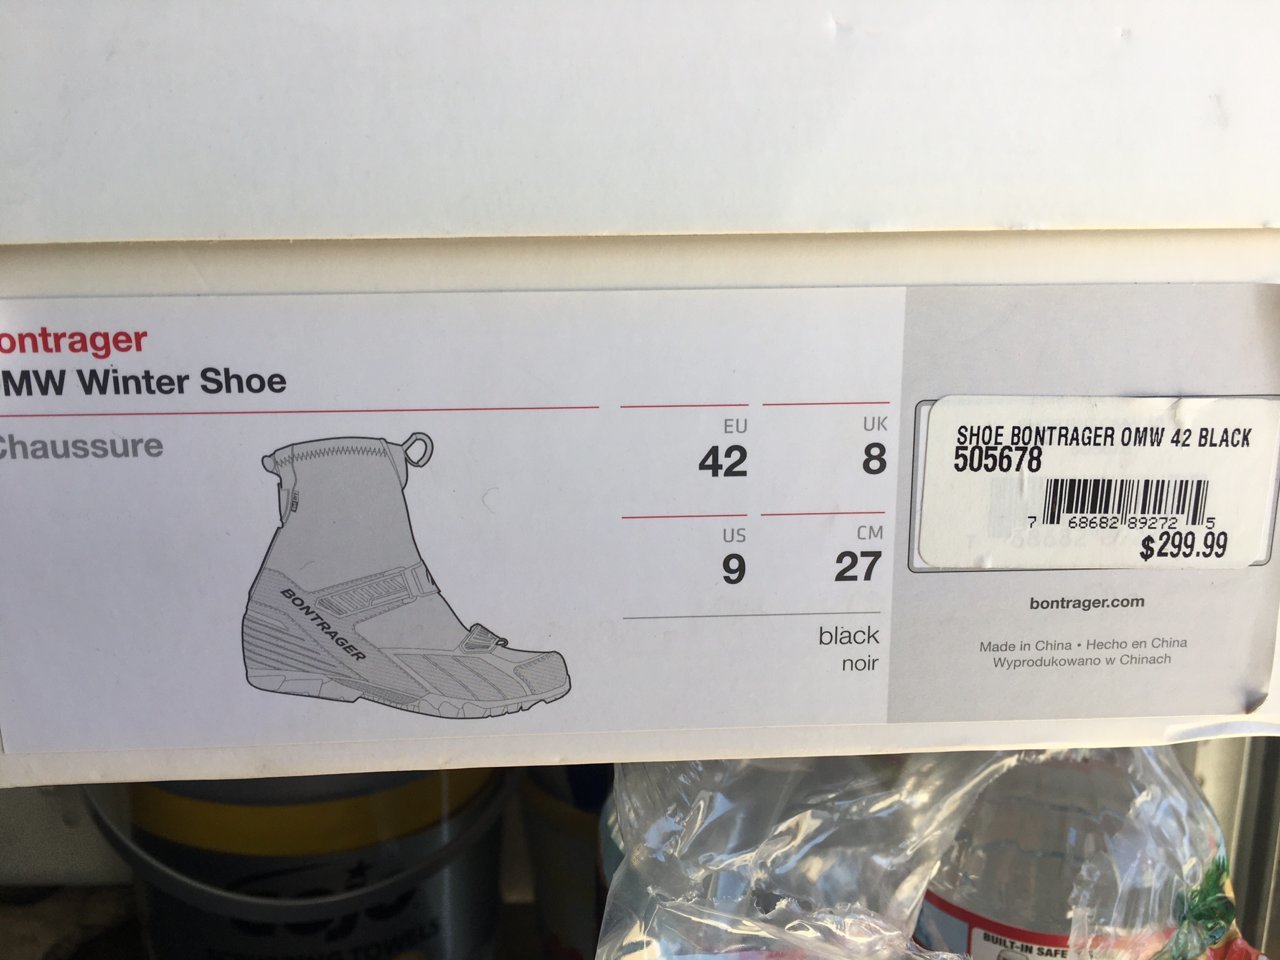 ontrager
MW Winter Shoe
Chaussure
BONTRAGER
EU
42
UK
8
US
9
CM
27
black
noir
SHOE BONTRAGER OMW 42 BLACK
505678
7 68682 89272 5
$299.99
bontrager.com
Made in China • Hecho en China
Wyprodukowano w Chinach
TOWELS
BUILT-IN SAFE